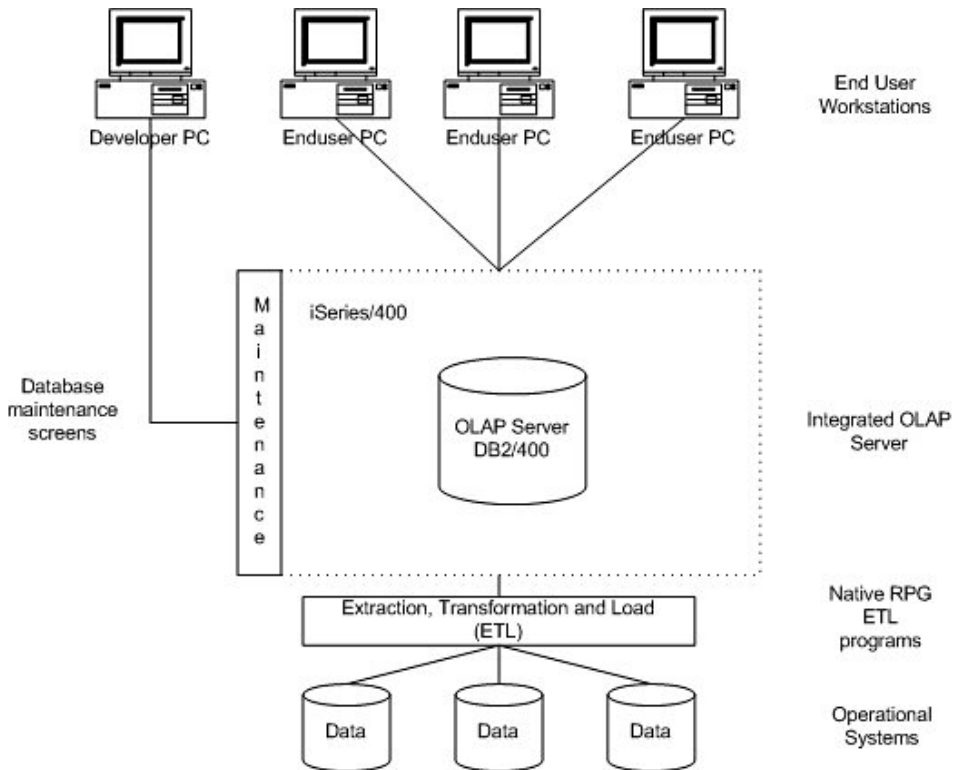 Developer PC
Enduser PC
Enduser PC
Enduser PC
End User
Workstations
Maintenance
iSeries/400
Database
maintenance
screens
OLAP Server
DB2/400
Integrated OLAP
Server
Extraction, Transformation and Load
(ETL)
Native RPG
ETL
programs
Data
Data
Data
Operational
Systems